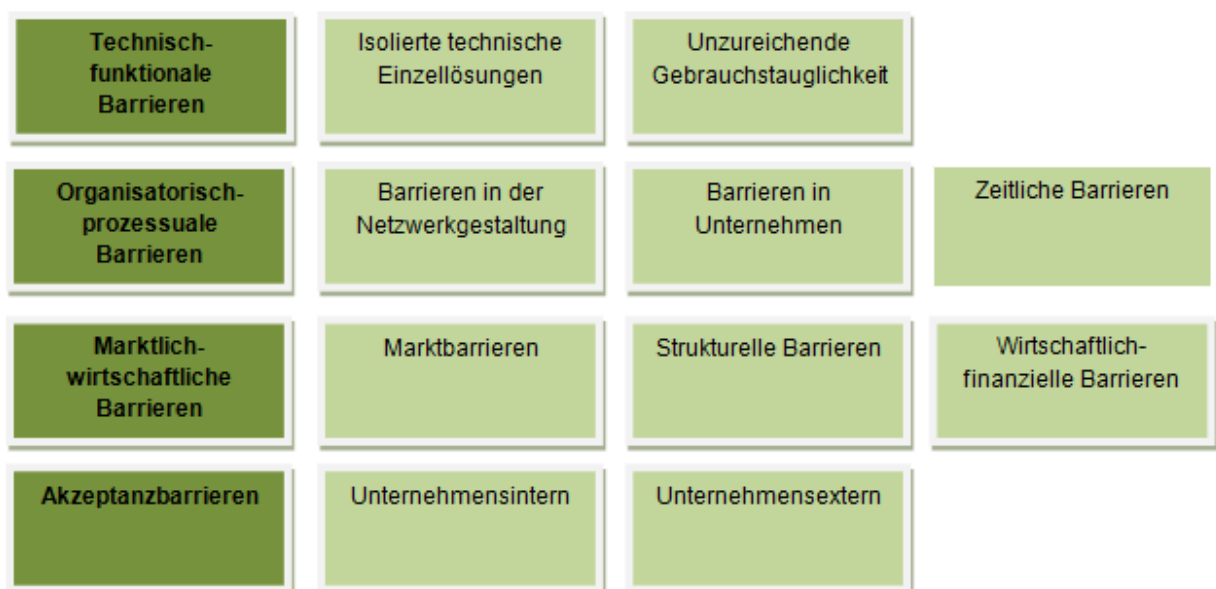 Technisch-
funktionale
Barrieren
Isolierte technische
Einzellösungen
Unzureichende
Gebrauchstauglichkeit
Organisatorisch-
prozessuale
Barrieren
Barrieren in der
Netzwerkgestaltung
Barrieren in
Unternehmen
Zeitliche Barrieren
Marktlich-
wirtschaftliche
Barrieren
Marktbarrieren
Strukturelle Barrieren
Wirtschaftlich-
finanzielle Barrieren
Akzeptanzbarrieren
Unternehmensintern
Unternehmensextern